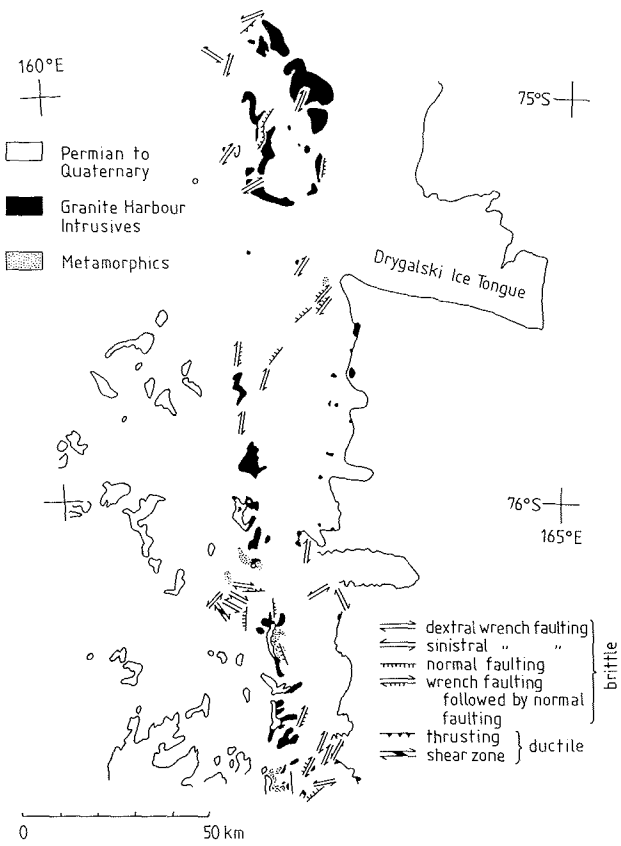 160°E
75°S
Permian to
Quaternary
Granite Harbour
Intrusives
Metamorphics
Drygalski Ice Tongue
76°S
165°E
dextral wrench faulting
sinistral " "
normal faulting
wrench faulting
followed by normal
faulting
brittle
thrusting
shear zone
ductile
0
50 km